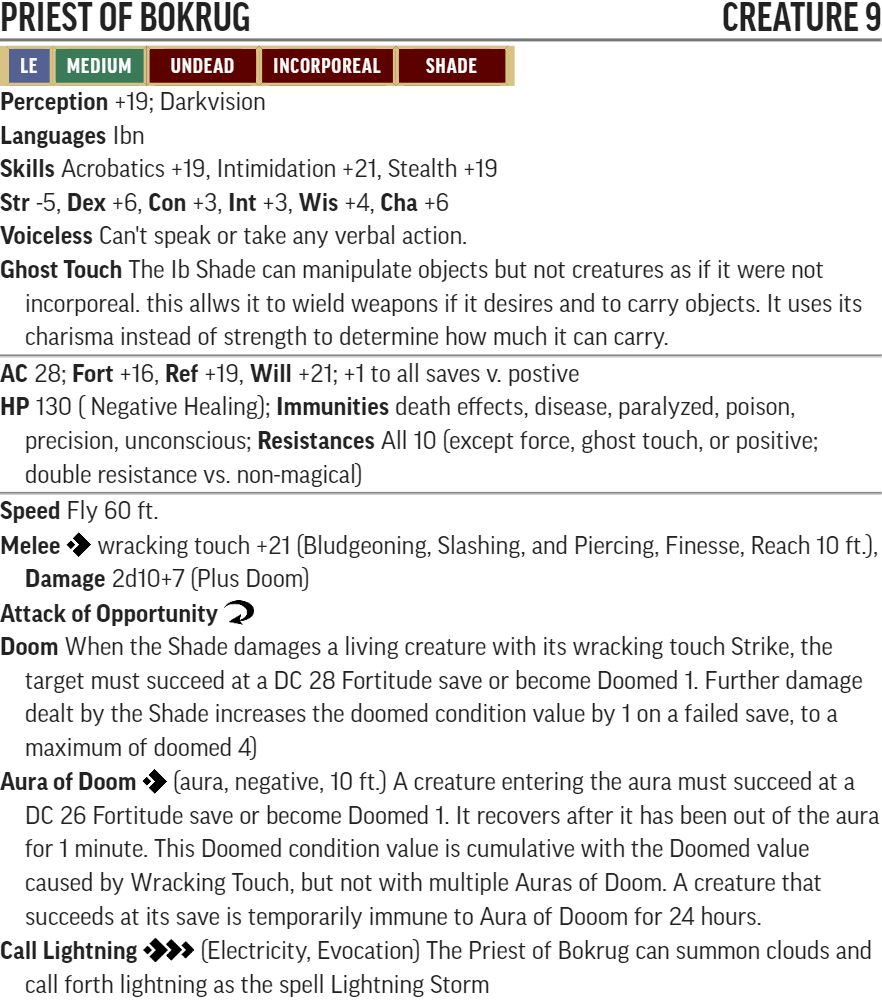 PRIEST OF BOKRUG CREATURE 9
LE MEDIUM UNDEAD INCORPOREAL SHADE
Perception +19; Darkvision
Languages Ibn
Skills Acrobatics +19, Intimidation +21, Stealth +19
Str -5, Dex +6, Con +3, Int +3, Wis +4, Cha +6
Voiceless Can't speak or take any verbal action.
Ghost Touch The Ib Shade can manipulate objects but not creatures as if it were not
incorporeal. this allws it to wield weapons if it desires and to carry objects. It uses its
charisma instead of strength to determine how much it can carry.
AC 28; Fort +16, Ref +19, Will +21; +1 to all saves v. postive
HP 130 ( Negative Healing); Immunities death effects, disease, paralyzed, poison,
precision, unconscious; Resistances All 10 (except force, ghost touch, or positive;
double resistance vs. non-magical)
Speed Fly 60 ft.
Melee wracking touch +21 (Bludgeoning, Slashing, and Piercing, Finesse, Reach 10 ft.),
Damage 2d10+7 (Plus Doom)
Attack of Opportunity
Doom When the Shade damages a living creature with its wracking touch Strike, the
target must succeed at a DC 28 Fortitude save or become Doomed 1. Further damage
dealt by the Shade increases the doomed condition value by 1 on a failed save, to a
maximum of doomed 4)
Aura of Doom (aura, negative, 10 ft.) A creature entering the aura must succeed at a
DC 26 Fortitude save or become Doomed 1. It recovers after it has been out of the aura
for 1 minute. This Doomed condition value is cumulative with the Doomed value
caused by Wracking Touch, but not with multiple Auras of Doom. A creature that
succeeds at its save is temporarily immune to Aura of Dooom for 24 hours.
Call Lightning (Electricity, Evocation) The Priest of Bokrug can summon clouds and
call forth lightning as the spell Lightning Storm